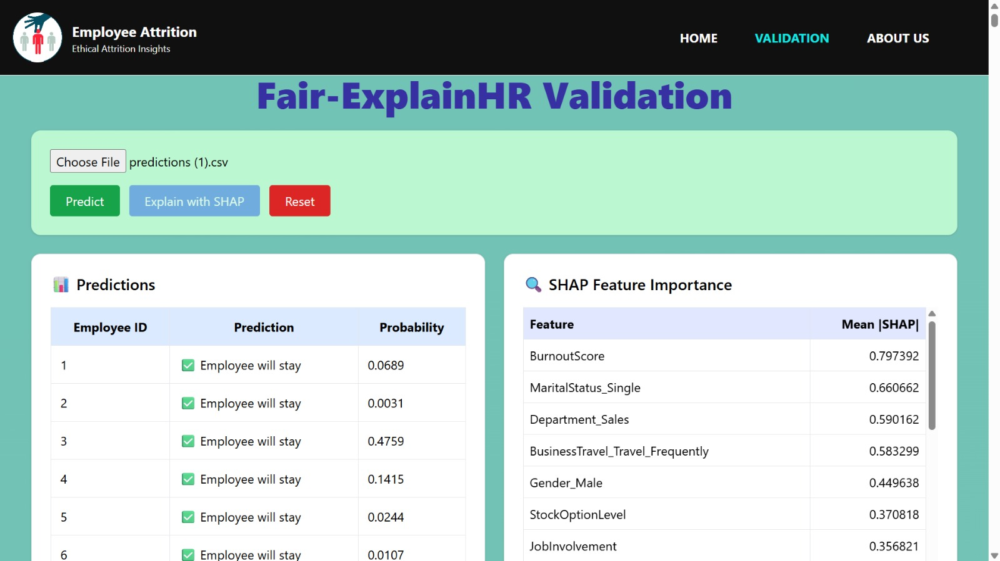 Employee Attrition
Ethical Attrition Insights
HOME VALIDATION ABOUT US
Fair-ExplainHR Validation
Choose File predictions (1).csv
Predict Explain with SHAP Reset
Predictions
Employee ID Prediction Probability
1 Employee will stay 0.0689
2 Employee will stay 0.0031
3 Employee will stay 0.4759
4 Employee will stay 0.1415
5 Employee will stay 0.0244
6 Employee will stay 0.0107
SHAP Feature Importance
Feature Mean |SHAP|
BurnoutScore 0.797392
MaritalStatus_Single 0.660662
Department_Sales 0.590162
BusinessTravel_Travel_Frequently 0.583299
Gender_Male 0.449638
StockOptionLevel 0.370818
JobInvolvement 0.356821